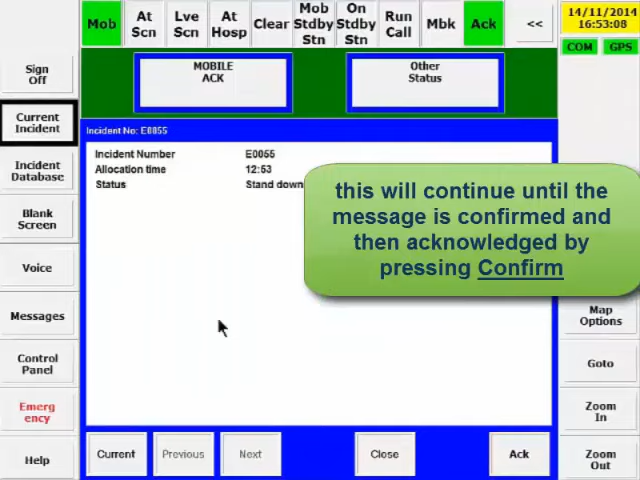 Mob
At
Scn
Lve
Scn
At
Hosp
Clear
Mob
Stdby
Stn
On
Stdby
Stn
Run
Call
Mbk
Ack
<<
14/11/2014
16:53:08
COM GPS
Sign
Off
MOBILE
ACK
Other
Status
Current
Incident
Incident No: E0055
Incident Number E0055
Allocation time 12:53
Status Stand down
this will continue until the
message is confirmed and
then acknowledged by
pressing Confirm
Incident
Database
Blank
Screen
Voice
Messages
Control
Panel
Emerg
ency
Help
Map
Options
Goto
Zoom
In
Zoom
Out
Current
Previous
Next
Close
Ack